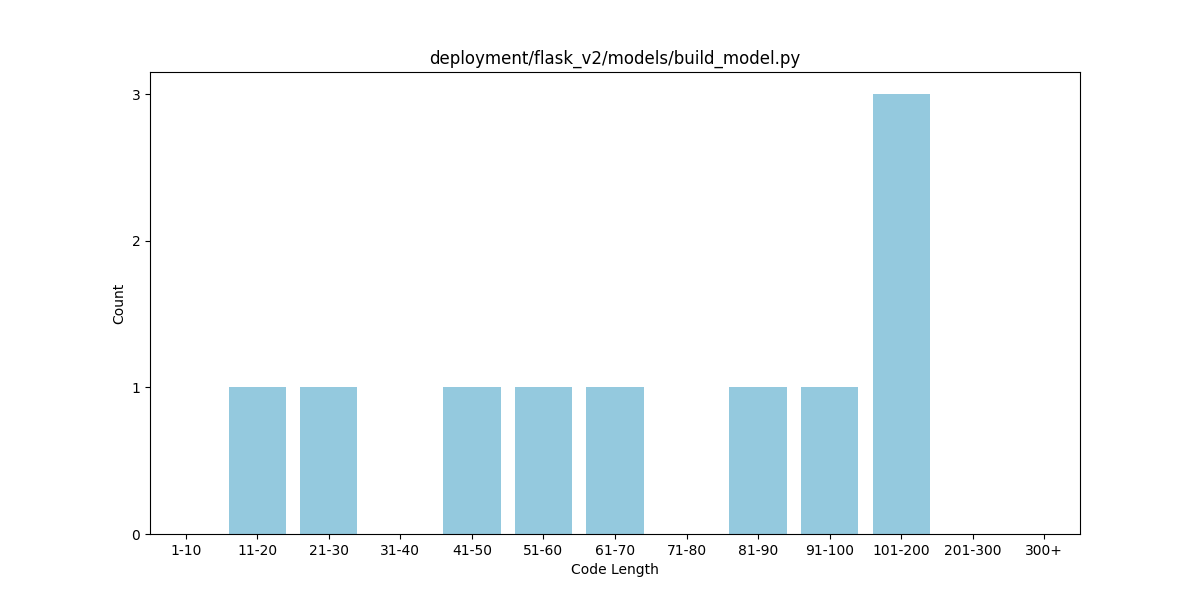 deployment/flask_v2/models/build_model.py
3
2
1
0
Count
1-10 11-20 21-30 31-40 41-50 51-60 61-70 71-80 81-90 91-100 101-200 201-300 300+
Code Length